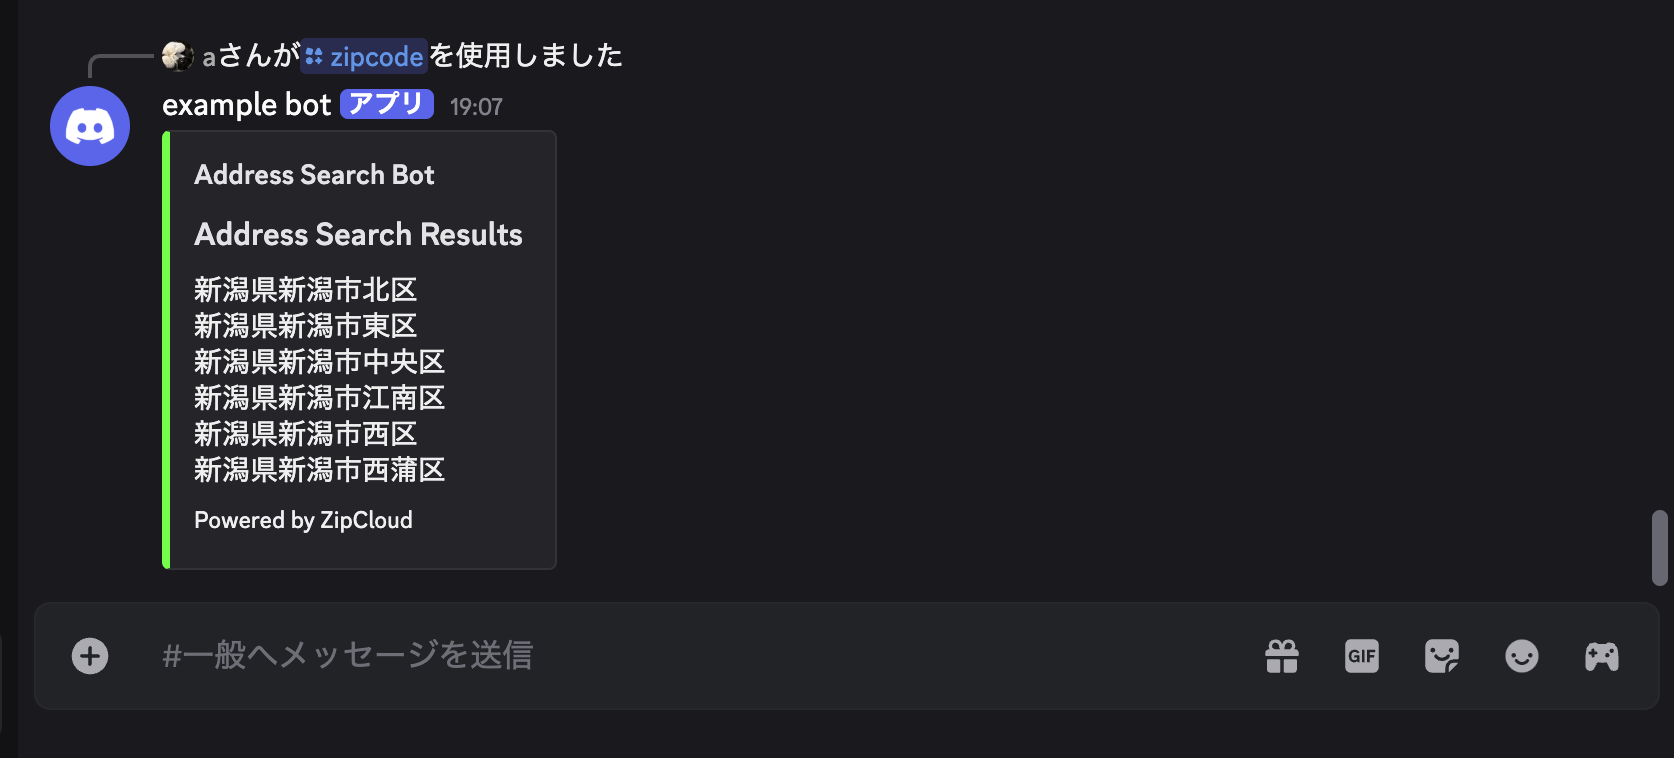 aさんが zipcodeを使用しました
example bot アプリ 19:07
Address Search Bot
Address Search Results
新潟県新潟市北区
新潟県新潟市東区
新潟県新潟市中央区
新潟県新潟市江南区
新潟県新潟市西区
新潟県新潟市西蒲区
Powered by ZipCloud
#一般へメッセージを送信
GIF